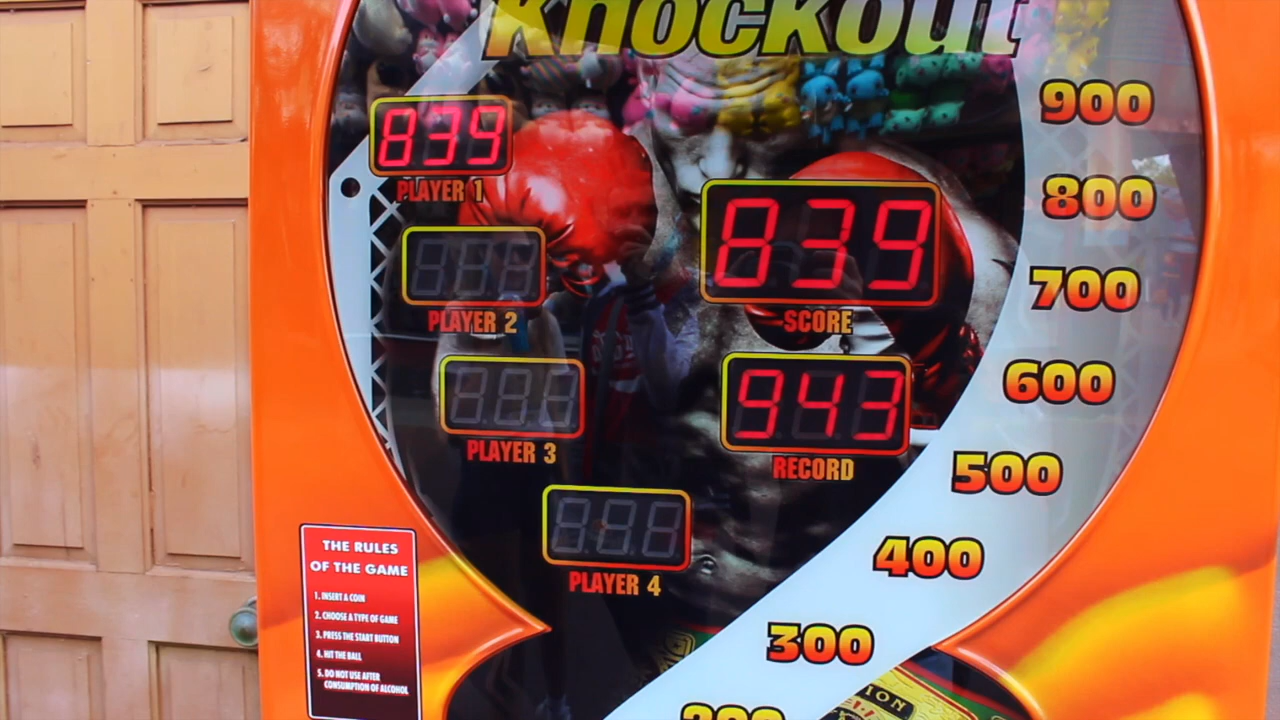 Knockout
839
PLAYER 1
PLAYER 2
PLAYER 3
PLAYER 4
839
SCORE
943
RECORD
900
800
700
600
500
400
300
200
THE RULES
OF THE GAME
1. INSERT A COIN
2. CHOOSE A TYPE OF GAME
3. PRESS THE START BUTTON
4. HIT THE BALL
5. DO NOT USE AFTER
CONSUMPTION OF ALCOHOL